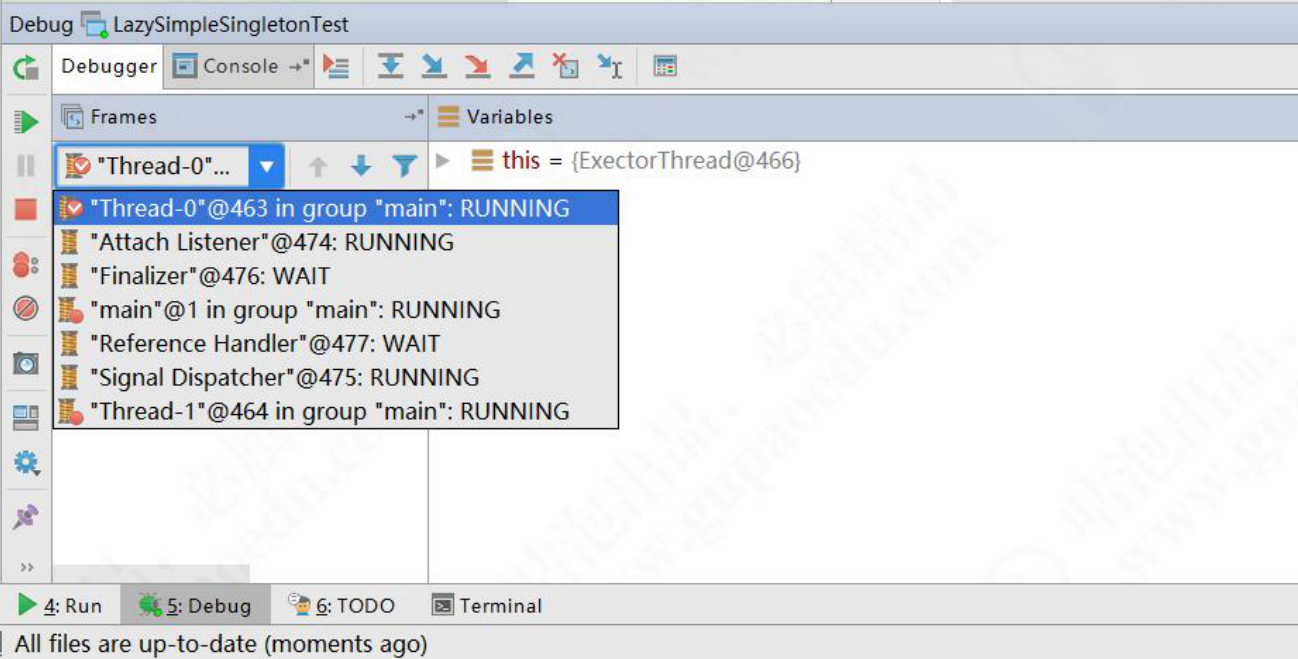 Debug LazySimpleSingletonTest
Debugger Console
Frames Variables
"Thread-0"... this = {ExectorThread@466}
"Thread-0"@463 in group "main": RUNNING
"Attach Listener"@474: RUNNING
"Finalizer"@476: WAIT
"main"@1 in group "main": RUNNING
"Reference Handler"@477: WAIT
"Signal Dispatcher"@475: RUNNING
"Thread-1"@464 in group "main": RUNNING
4: Run 5: Debug 6: TODO Terminal
All files are up-to-date (moments ago)